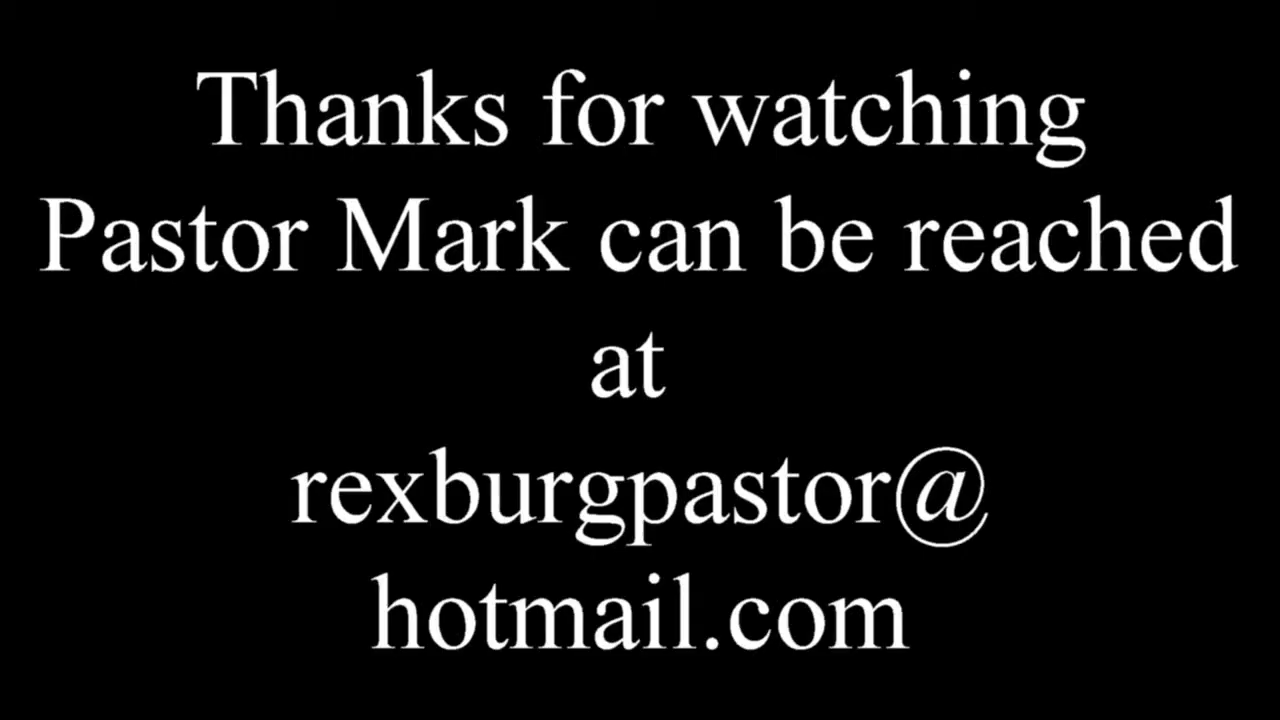 Thanks for watching
Pastor Mark can be reached
at
rexburgpastor@
hotmail.com